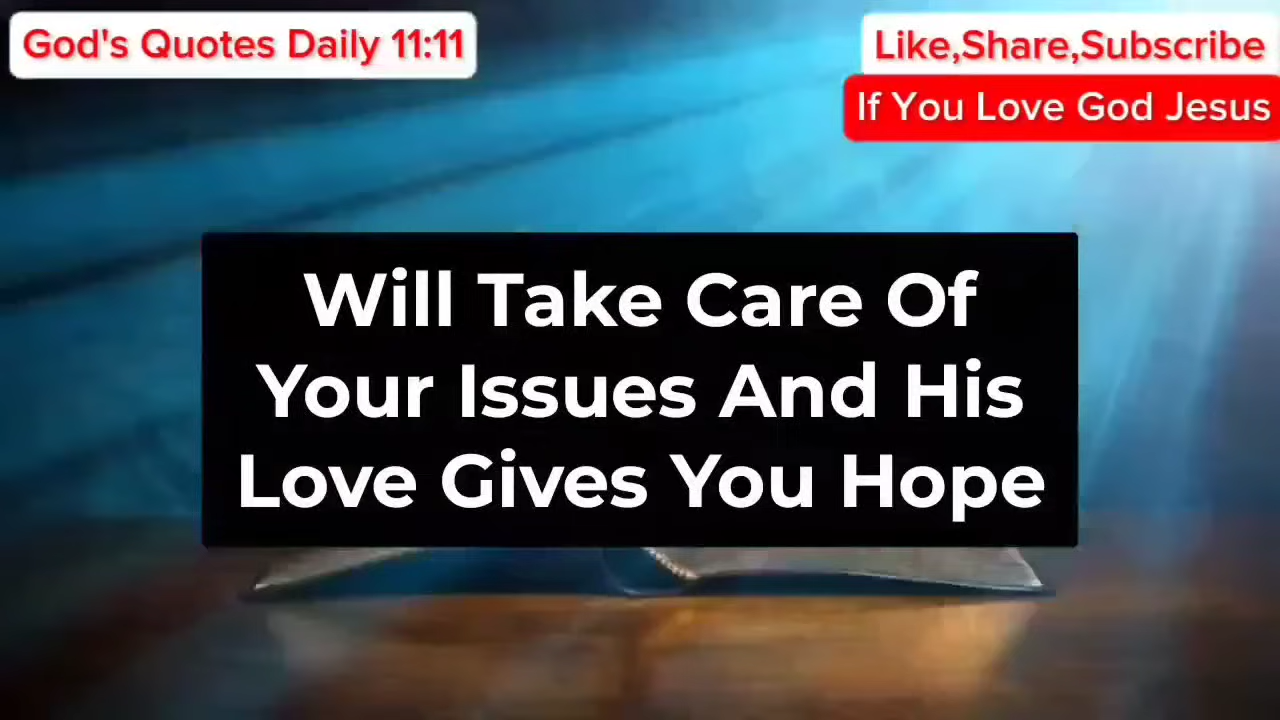 God's Quotes Daily 11:11
Like,Share,Subscribe
If You Love God Jesus
Will Take Care Of
Your Issues And His
Love Gives You Hope